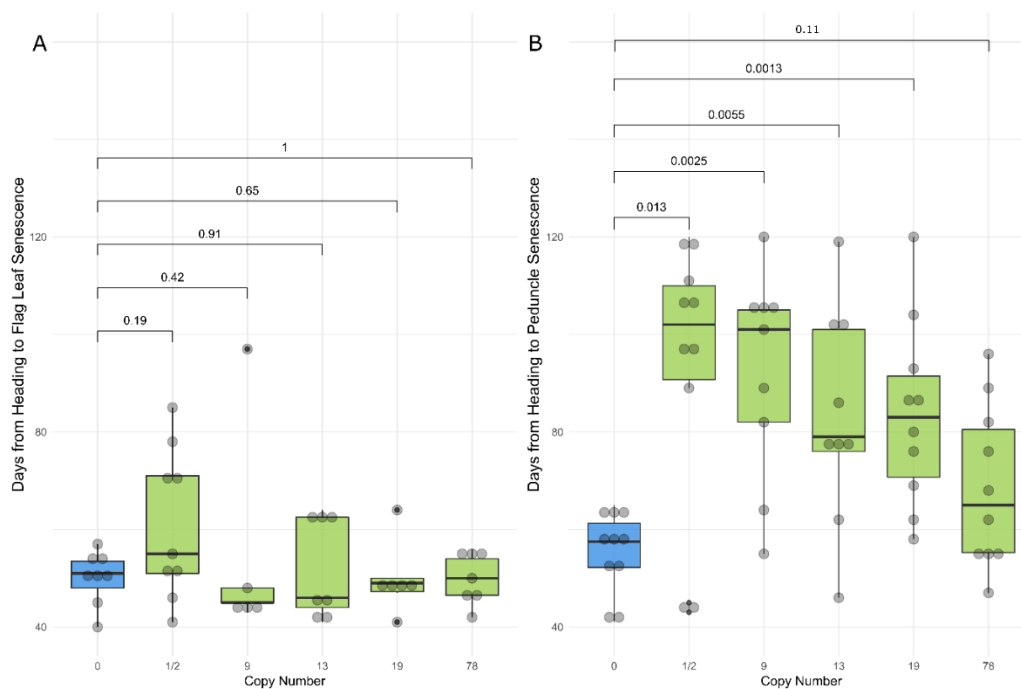 A
B
0.11
0.0013
0.0055
1
0.0025
0.65
0.013
0.91
0.42
0.19
Days from Heading to Flag Leaf Senescence
120
80
40
0 1/2 9 13 19 78
Copy Number
Days from Heading to Peduncle Senescence
120
80
40
0 1/2 9 13 19 78
Copy Number